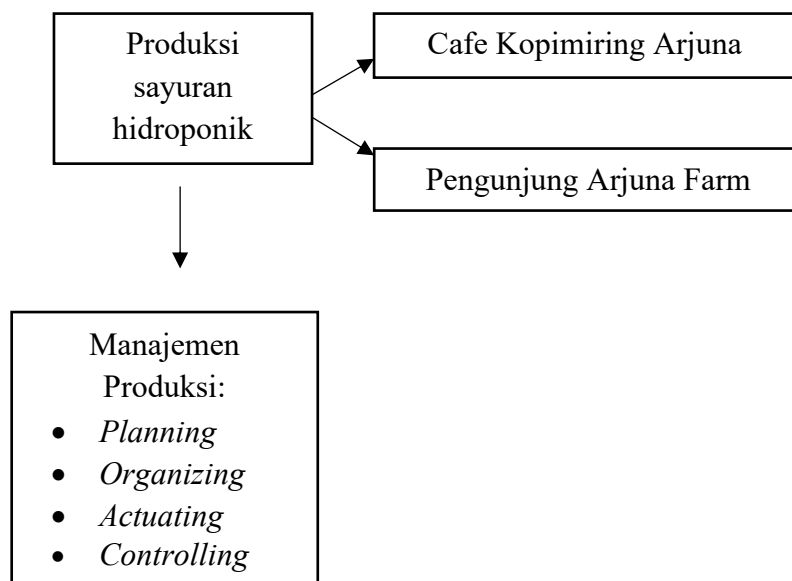 Produksi
sayuran
hidroponik
Cafe Kopimiring Arjuna
Pengunjung Arjuna Farm
Manajemen
Produksi:
• Planning
• Organizing
• Actuating
• Controlling